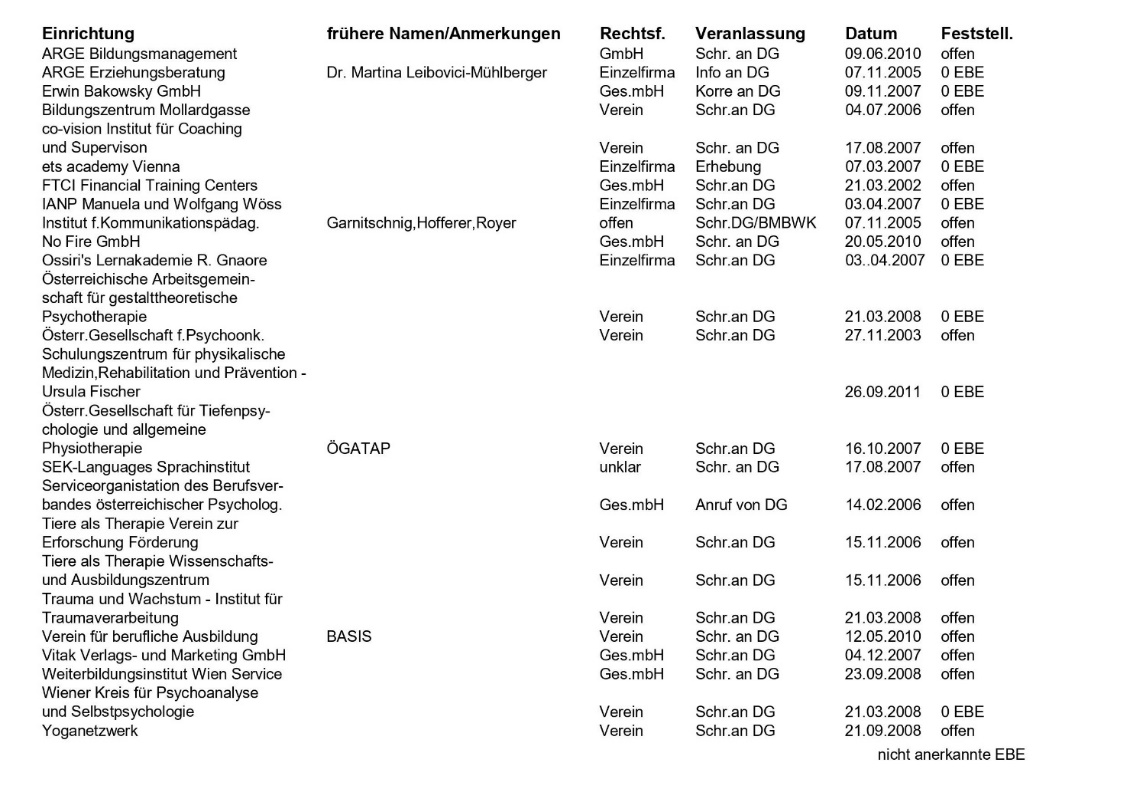 Einrichtung frühere Namen/Anmerkungen Rechtsf. Veranlassung Datum Feststell.
ARGE Bildungsmanagement GmbH Schr. an DG 09.06.2010 offen
ARGE Erziehungsberatung Dr. Martina Leibovici-Mühlberger Einzelfirma Info an DG 07.11.2005 0 EBE
Erwin Bakowsky GmbH Ges.mbH Korre an DG 09.11.2007 0 EBE
Bildungszentrum Mollardgasse Verein Schr.an DG 04.07.2006 offen
co-vision Institut für Coaching
und Supervison Verein Schr. an DG 17.08.2007 offen
ets academy Vienna Einzelfirma Erhebung 07.03.2007 0 EBE
FTCI Financial Training Centers Ges.mbH Schr.an DG 21.03.2002 offen
IANP Manuela und Wolfgang Wöss Einzelfirma Schr.an DG 03.04.2007 0 EBE
Institut f.Kommunikationspädag. Garnitschnig,Hofferer,Royer offen Schr.DG/BMBWK 07.11.2005 offen
No Fire GmbH Ges.mbH Schr. an DG 20.05.2010 offen
Ossiri's Lernakademie R. Gnaore Einzelfirma Schr.an DG 03..04.2007 0 EBE
Österreichische Arbeitsgemein-
schaft für gestalttheoretische
Psychotherapie Verein Schr.an DG 21.03.2008 0 EBE
Österr.Gesellschaft f.Psychoonk. Verein Schr.an DG 27.11.2003 offen
Schulungszentrum für physikalische
Medizin,Rehabilitation und Prävention -
Ursula Fischer 26.09.2011 0 EBE
Österr.Gesellschaft für Tiefenpsy-
chologie und allgemeine
Physiotherapie ÖGATAP Verein Schr.an DG 16.10.2007 0 EBE
SEK-Languages Sprachinstitut unklar Schr. an DG 17.08.2007 offen
Serviceorganistation des Berufsver-
bandes österreichischer Psycholog. Ges.mbH Anruf von DG 14.02.2006 offen
Tiere als Therapie Verein zur
Erforschung Förderung Verein Schr.an DG 15.11.2006 offen
Tiere als Therapie Wissenschafts-
und Ausbildungszentrum Verein Schr.an DG 15.11.2006 offen
Trauma und Wachstum - Institut für
Traumaverarbeitung Verein Schr.an DG 21.03.2008 offen
Verein für berufliche Ausbildung BASIS Verein Schr. an DG 12.05.2010 offen
Vitak Verlags- und Marketing GmbH Ges.mbH Schr.an DG 04.12.2007 offen
Weiterbildungsinstitut Wien Service Ges.mbH Schr. an DG 23.09.2008 offen
Wiener Kreis für Psychoanalyse
und Selbstpsychologie Verein Schr.an DG 21.03.2008 0 EBE
Yoganetzwerk Verein Schr.an DG 21.09.2008 offen
nicht anerkannte EBE